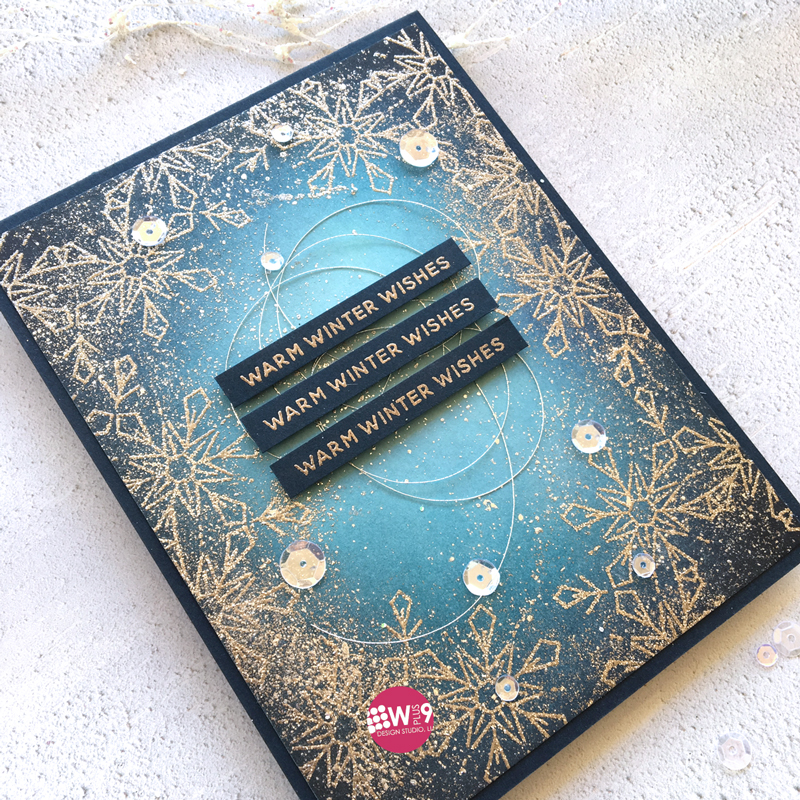 WARM WINTER WISHES
WARM WINTER WISHES
WARM WINTER WISHES
W PLUS 9
DESIGN STUDIO, LLC